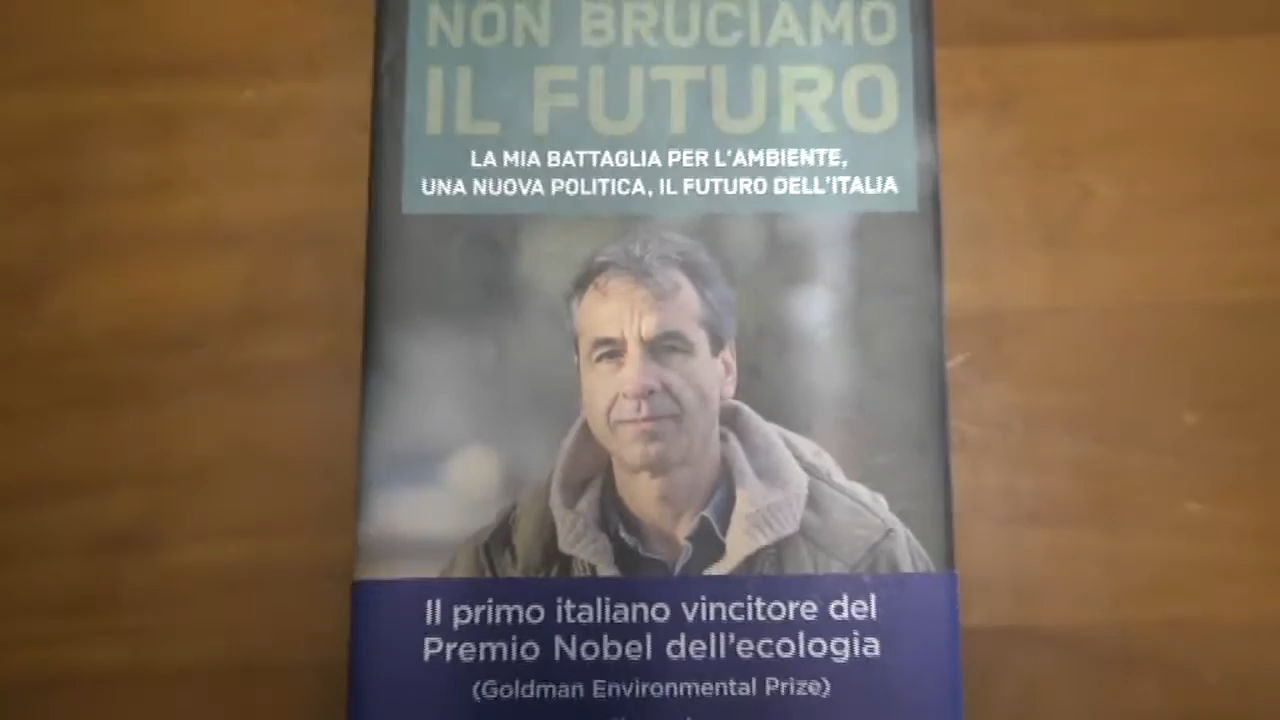 NON BRUCIAMO
IL FUTURO
LA MIA BATTAGLIA PER L'AMBIENTE,
UNA NUOVA POLITICA, IL FUTURO DELL'ITALIA
Il primo italiano vincitore del
Premio Nobel dell'ecologia
(Goldman Environmental Prize)